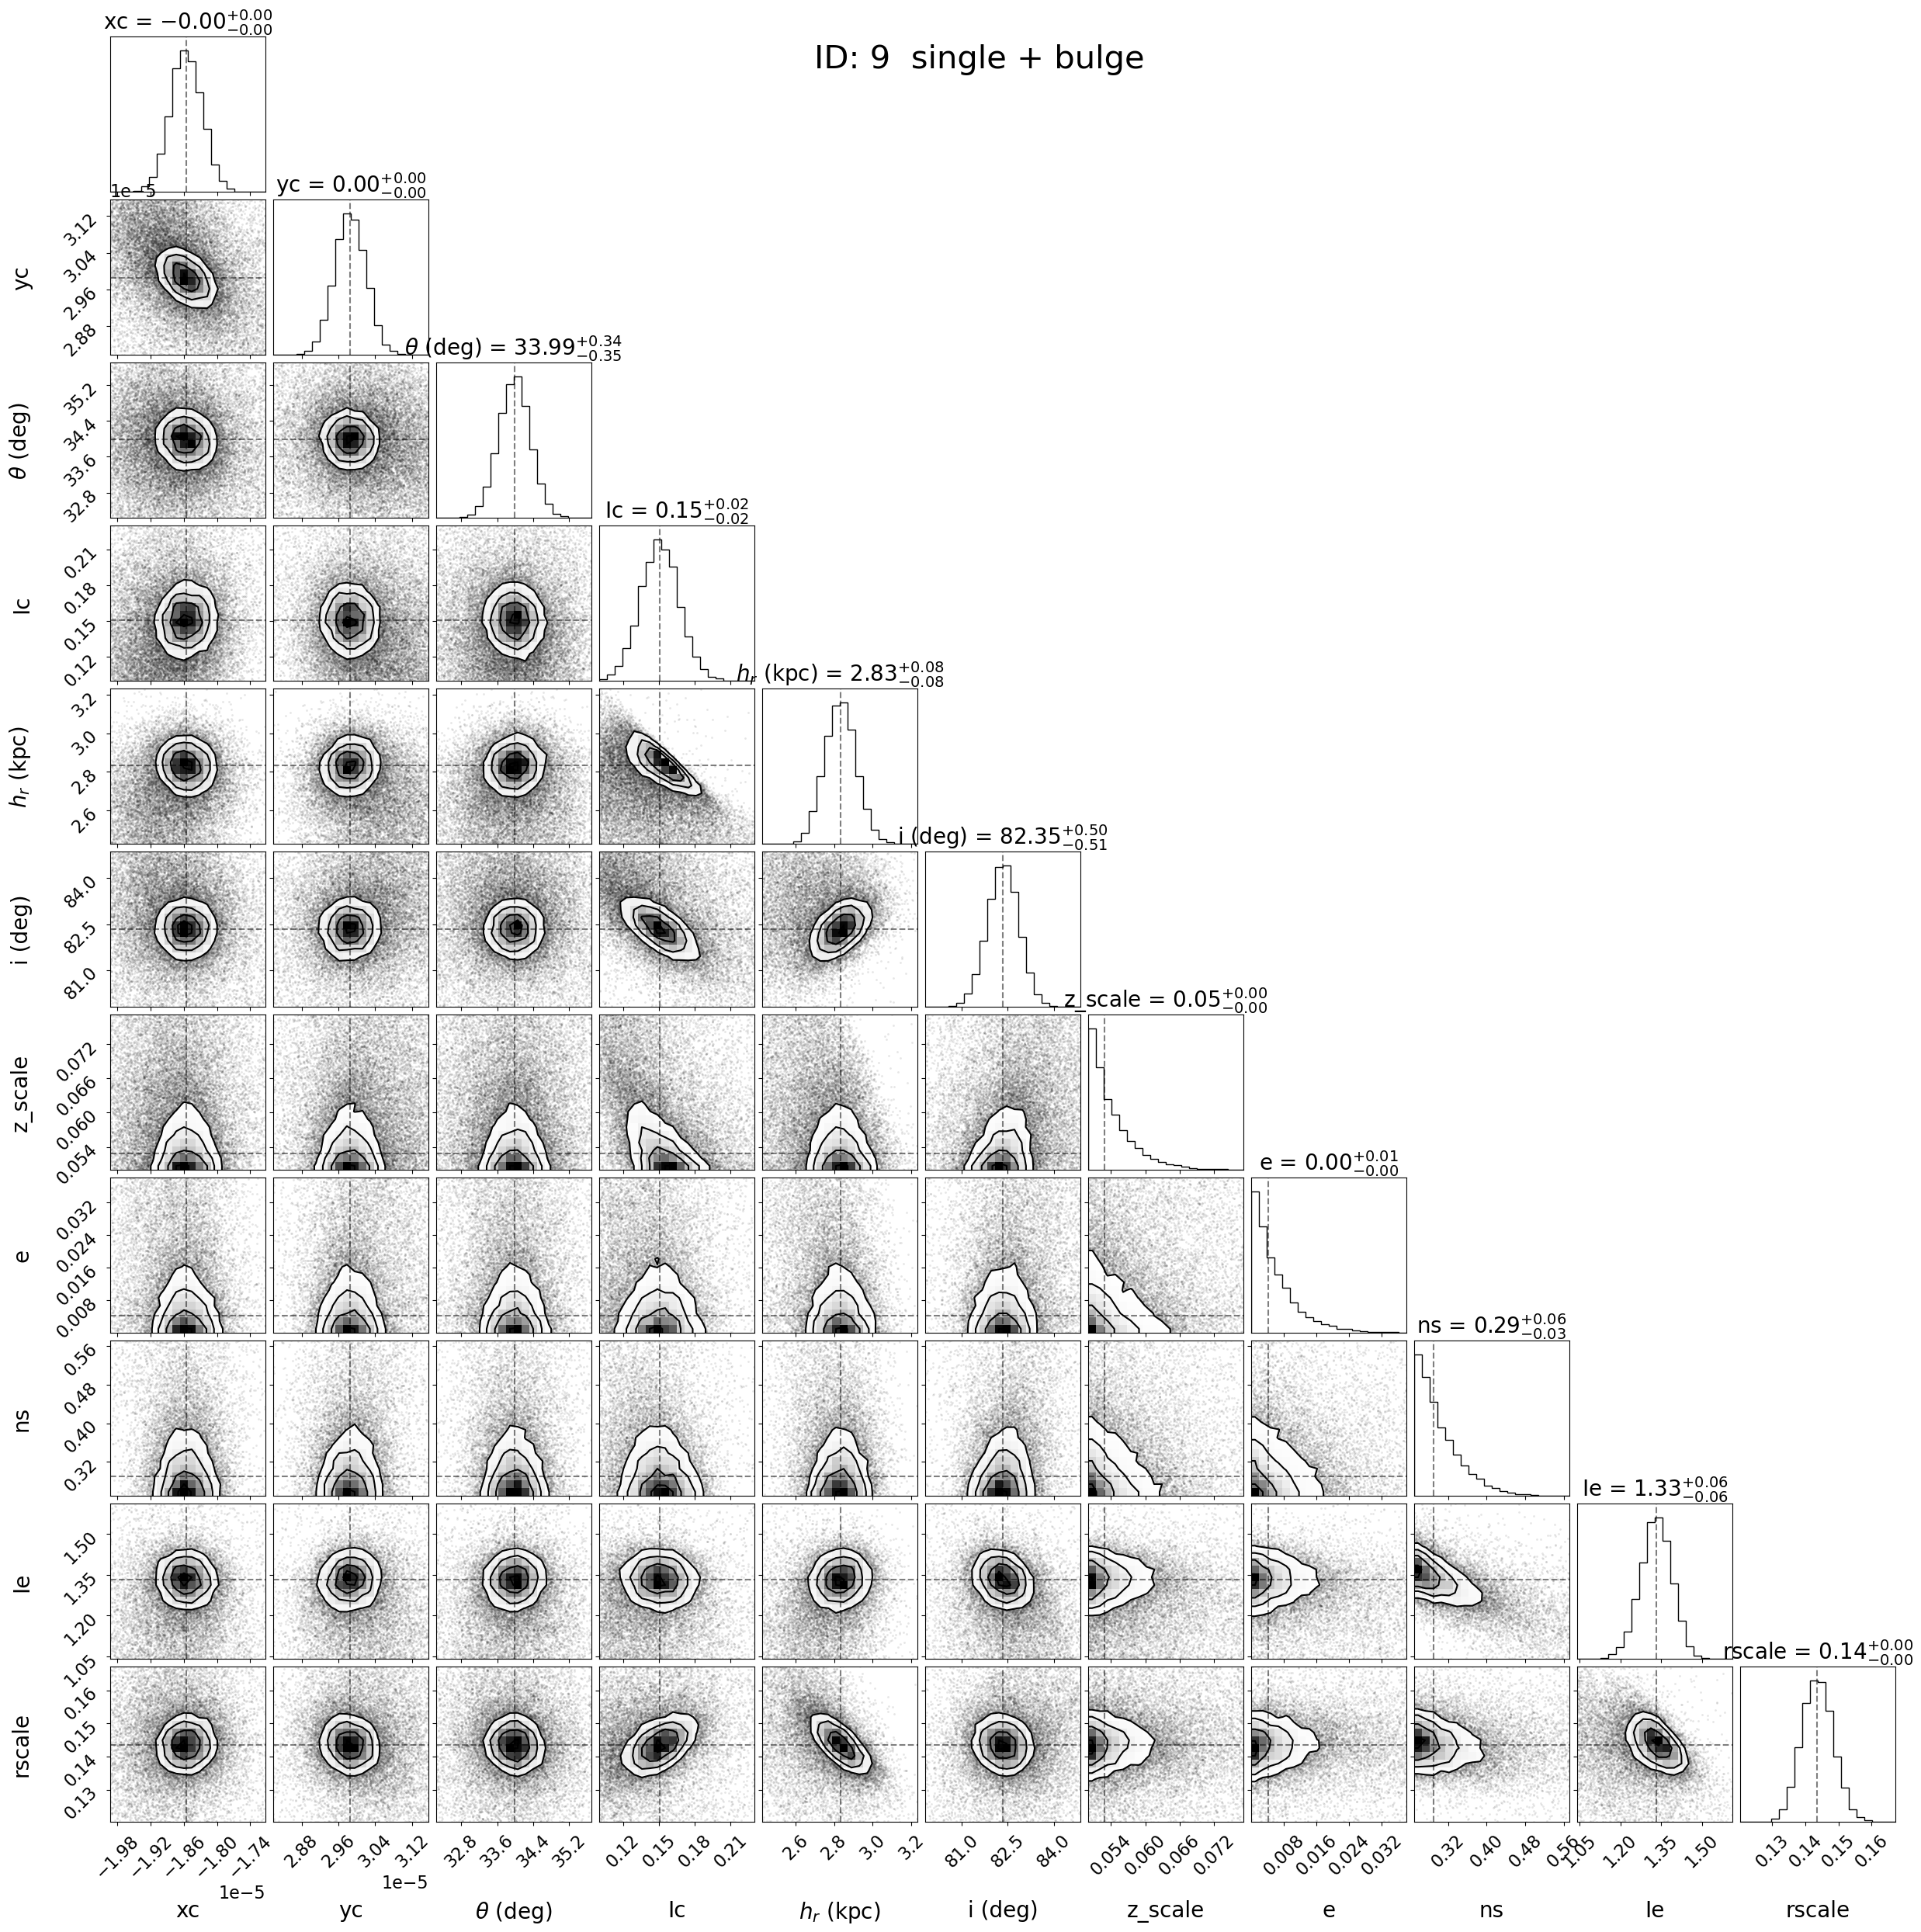 xc = −0.00+0.00−0.00
ID: 9 single + bulge
1e−5
yc = 0.00+0.00−0.00
yc
3.12
3.04
2.96
2.88
θ (deg) = 33.99+0.34−0.35
θ (deg)
35.2
34.4
33.6
32.8
Ic = 0.15+0.02−0.02
Ic
0.21
0.18
0.15
0.12
hr (kpc) = 2.83+0.08−0.08
hr (kpc)
3.2
3.0
2.8
2.6
i (deg) = 82.35+0.50−0.51
i (deg)
84.0
82.5
81.0
z_scale = 0.05+0.00−0.00
z_scale
0.072
0.066
0.060
0.054
e = 0.00+0.01−0.00
e
0.032
0.024
0.016
0.008
ns = 0.29+0.06−0.03
ns
0.56
0.48
0.40
0.32
Ie = 1.33+0.06−0.06
Ie
1.50
1.35
1.20
1.05
rscale = 0.14+0.00−0.00
rscale
0.16
0.15
0.14
0.13
−1.98 −1.92 −1.86 −1.80 −1.74 2.88 2.96 3.04 3.12 32.8 33.6 34.4 35.2 0.12 0.15 0.18 0.21 2.6 2.8 3.0 3.2 81.0 82.5 84.0 0.054 0.060 0.066 0.072 0.008 0.016 0.024 0.032 0.32 0.40 0.48 0.56 1.05 1.20 1.35 1.50 0.13 0.14 0.15 0.16
1e−5 1e−5
xc yc θ (deg) Ic hr (kpc) i (deg) z_scale e ns Ie rscale